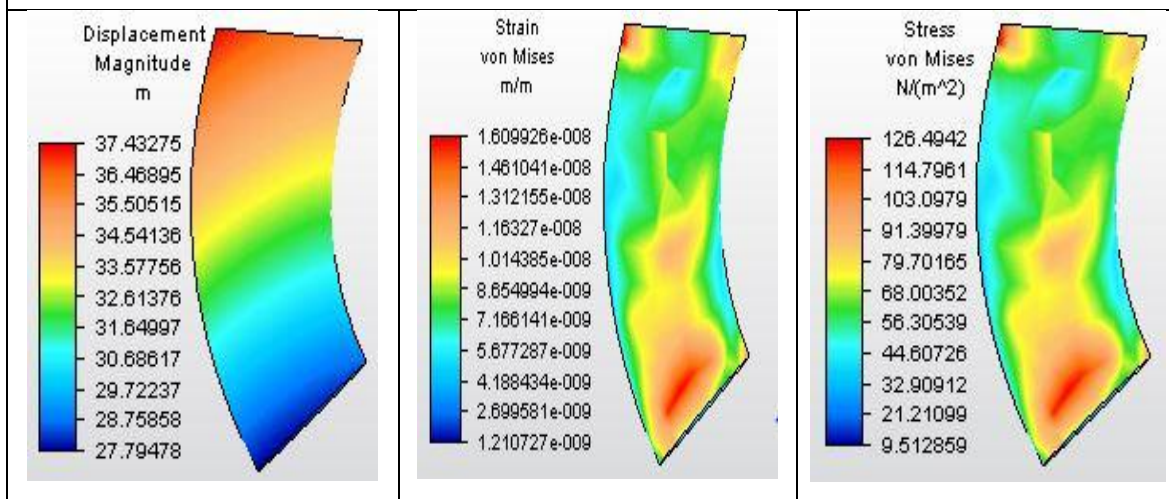 Displacement
Magnitude
m
37.43275
36.46895
35.50515
34.54136
33.57756
32.61376
31.64997
30.68617
29.72237
28.75858
27.79478
Strain
von Mises
m/m
1.609926e-008
1.461041e-008
1.312155e-008
1.16327e-008
1.014385e-008
8.654994e-009
7.166141e-009
5.677287e-009
4.188434e-009
2.699581e-009
1.210727e-009
Stress
von Mises
N/(m^2)
126.4942
114.7961
103.0979
91.39979
79.70165
68.00352
56.30539
44.60726
32.90912
21.21099
9.512859